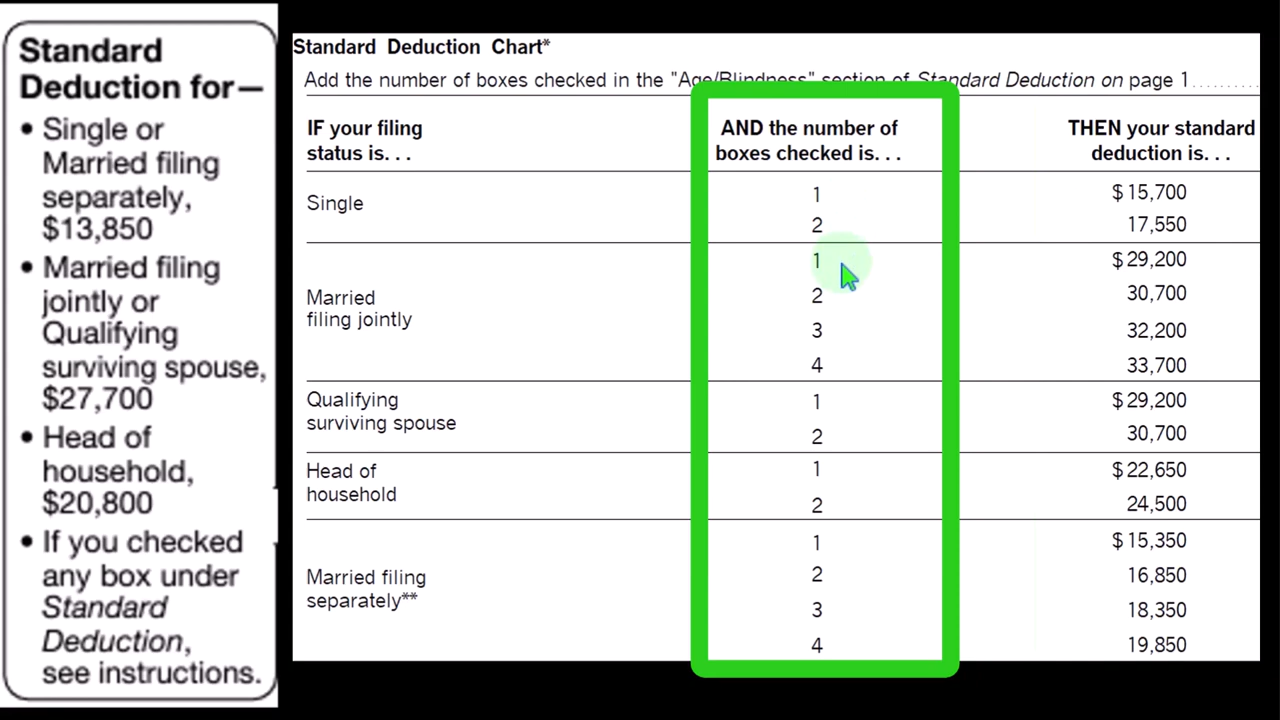 Standard
Deduction for—
• Single or
Married filing
separately,
$13,850
• Married filing
jointly or
Qualifying
surviving spouse,
$27,700
• Head of
household,
$20,800
• If you checked
any box under
Standard
Deduction,
see instructions.
Standard Deduction Chart*
Add the number of boxes checked in the "Age/Blindness" section of Standard Deduction on page 1..........
IF your filing status is. . .
AND the number of boxes checked is. . .
THEN your standard deduction is. . .
Single
1 $ 15,700
2 17,550
Married
filing jointly
1 $ 29,200
2 30,700
3 32,200
4 33,700
Qualifying
surviving spouse
1 $ 29,200
2 30,700
Head of
household
1 $ 22,650
2 24,500
Married filing
separately**
1 $ 15,350
2 16,850
3 18,350
4 19,850